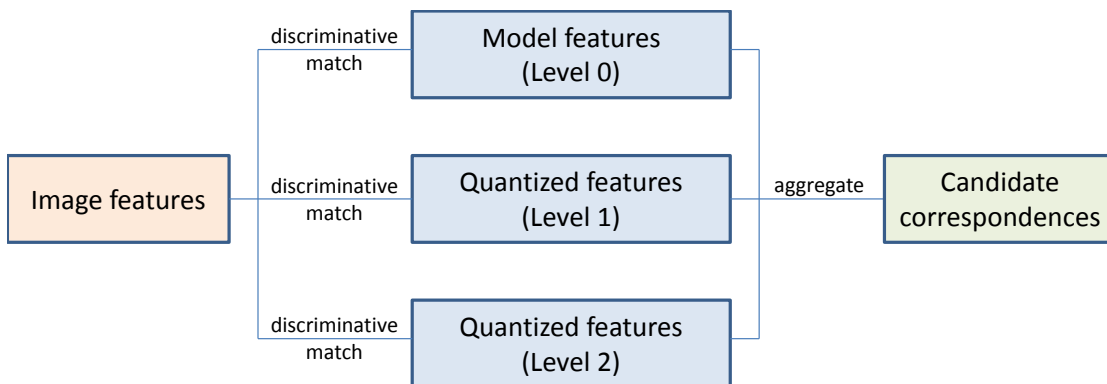 discriminative
match
Model features
(Level 0)
Image features
discriminative
match
Quantized features
(Level 1)
aggregate
Candidate
correspondences
discriminative
match
Quantized features
(Level 2)